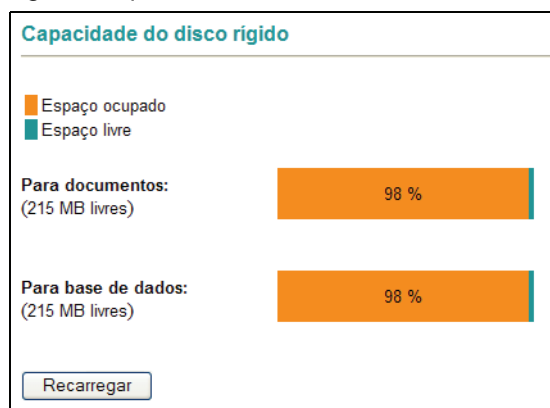 Capacidade do disco rígido
Espaço ocupado
Espaço livre
Para documentos:
(215 MB livres)
98 %
Para base de dados:
(215 MB livres)
98 %
Recarregar